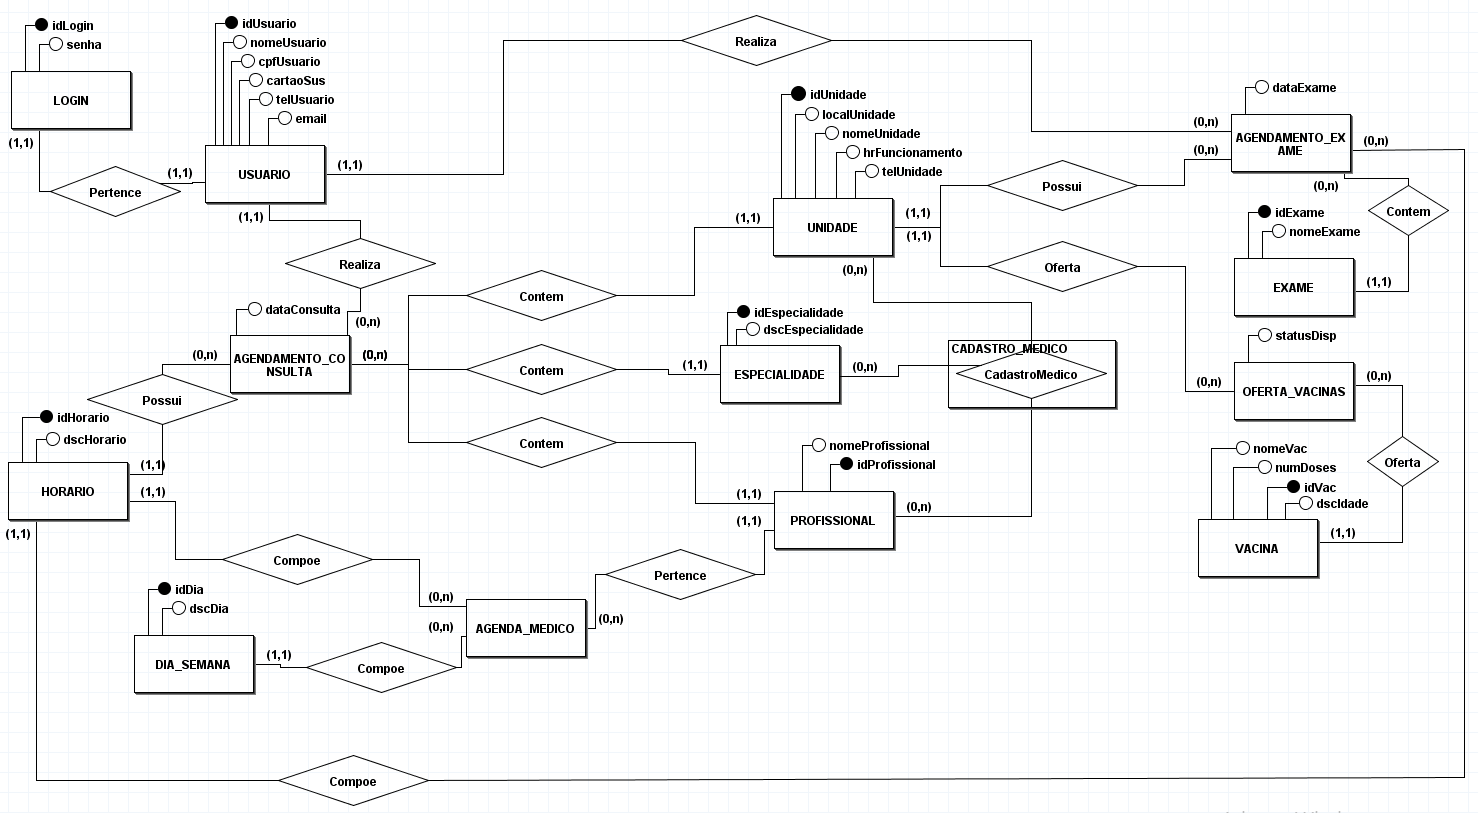 idLogin
senha
LOGIN
(1,1)
idUsuario
nomeUsuario
cpfUsuario
cartaoSus
telUsuario
email
USUARIO
(1,1)
(1,1)
(1,1)
Pertence
Realiza
Realiza
(0,n)
idUnidade
localUnidade
nomeUnidade
hrFuncionamento
telUnidade
UNIDADE
(1,1)
(1,1)
(1,1)
(0,n)
dataExame
AGENDAMENTO_EX
AME
(0,n)
(0,n)
(0,n)
(0,n)
Possui
Contem
idExame
nomeExame
EXAME
(1,1)
Oferta
statusDisp
OFERTA_VACINAS
(0,n)
(0,n)
Oferta
nomeVac
numDoses
idVac
dscIdade
VACINA
(1,1)
dataConsulta
AGENDAMENTO_CO
NSULTA
(0,n)
(0,n)
Contem
Contem
Contem
idEspecialidade
dscEspecialidade
ESPECIALIDADE
(1,1)
(0,n)
CADASTRO_MEDICO
CadastroMedico
Possui
idHorario
dscHorario
HORARIO
(1,1)
(1,1)
(1,1)
nomeProfissional
idProfissional
PROFISSIONAL
(1,1)
(1,1)
(0,n)
Pertence
Compoe
(0,n)
(0,n)
AGENDA_MEDICO
(0,n)
idDia
dscDia
DIA_SEMANA
(1,1)
Compoe
Compoe